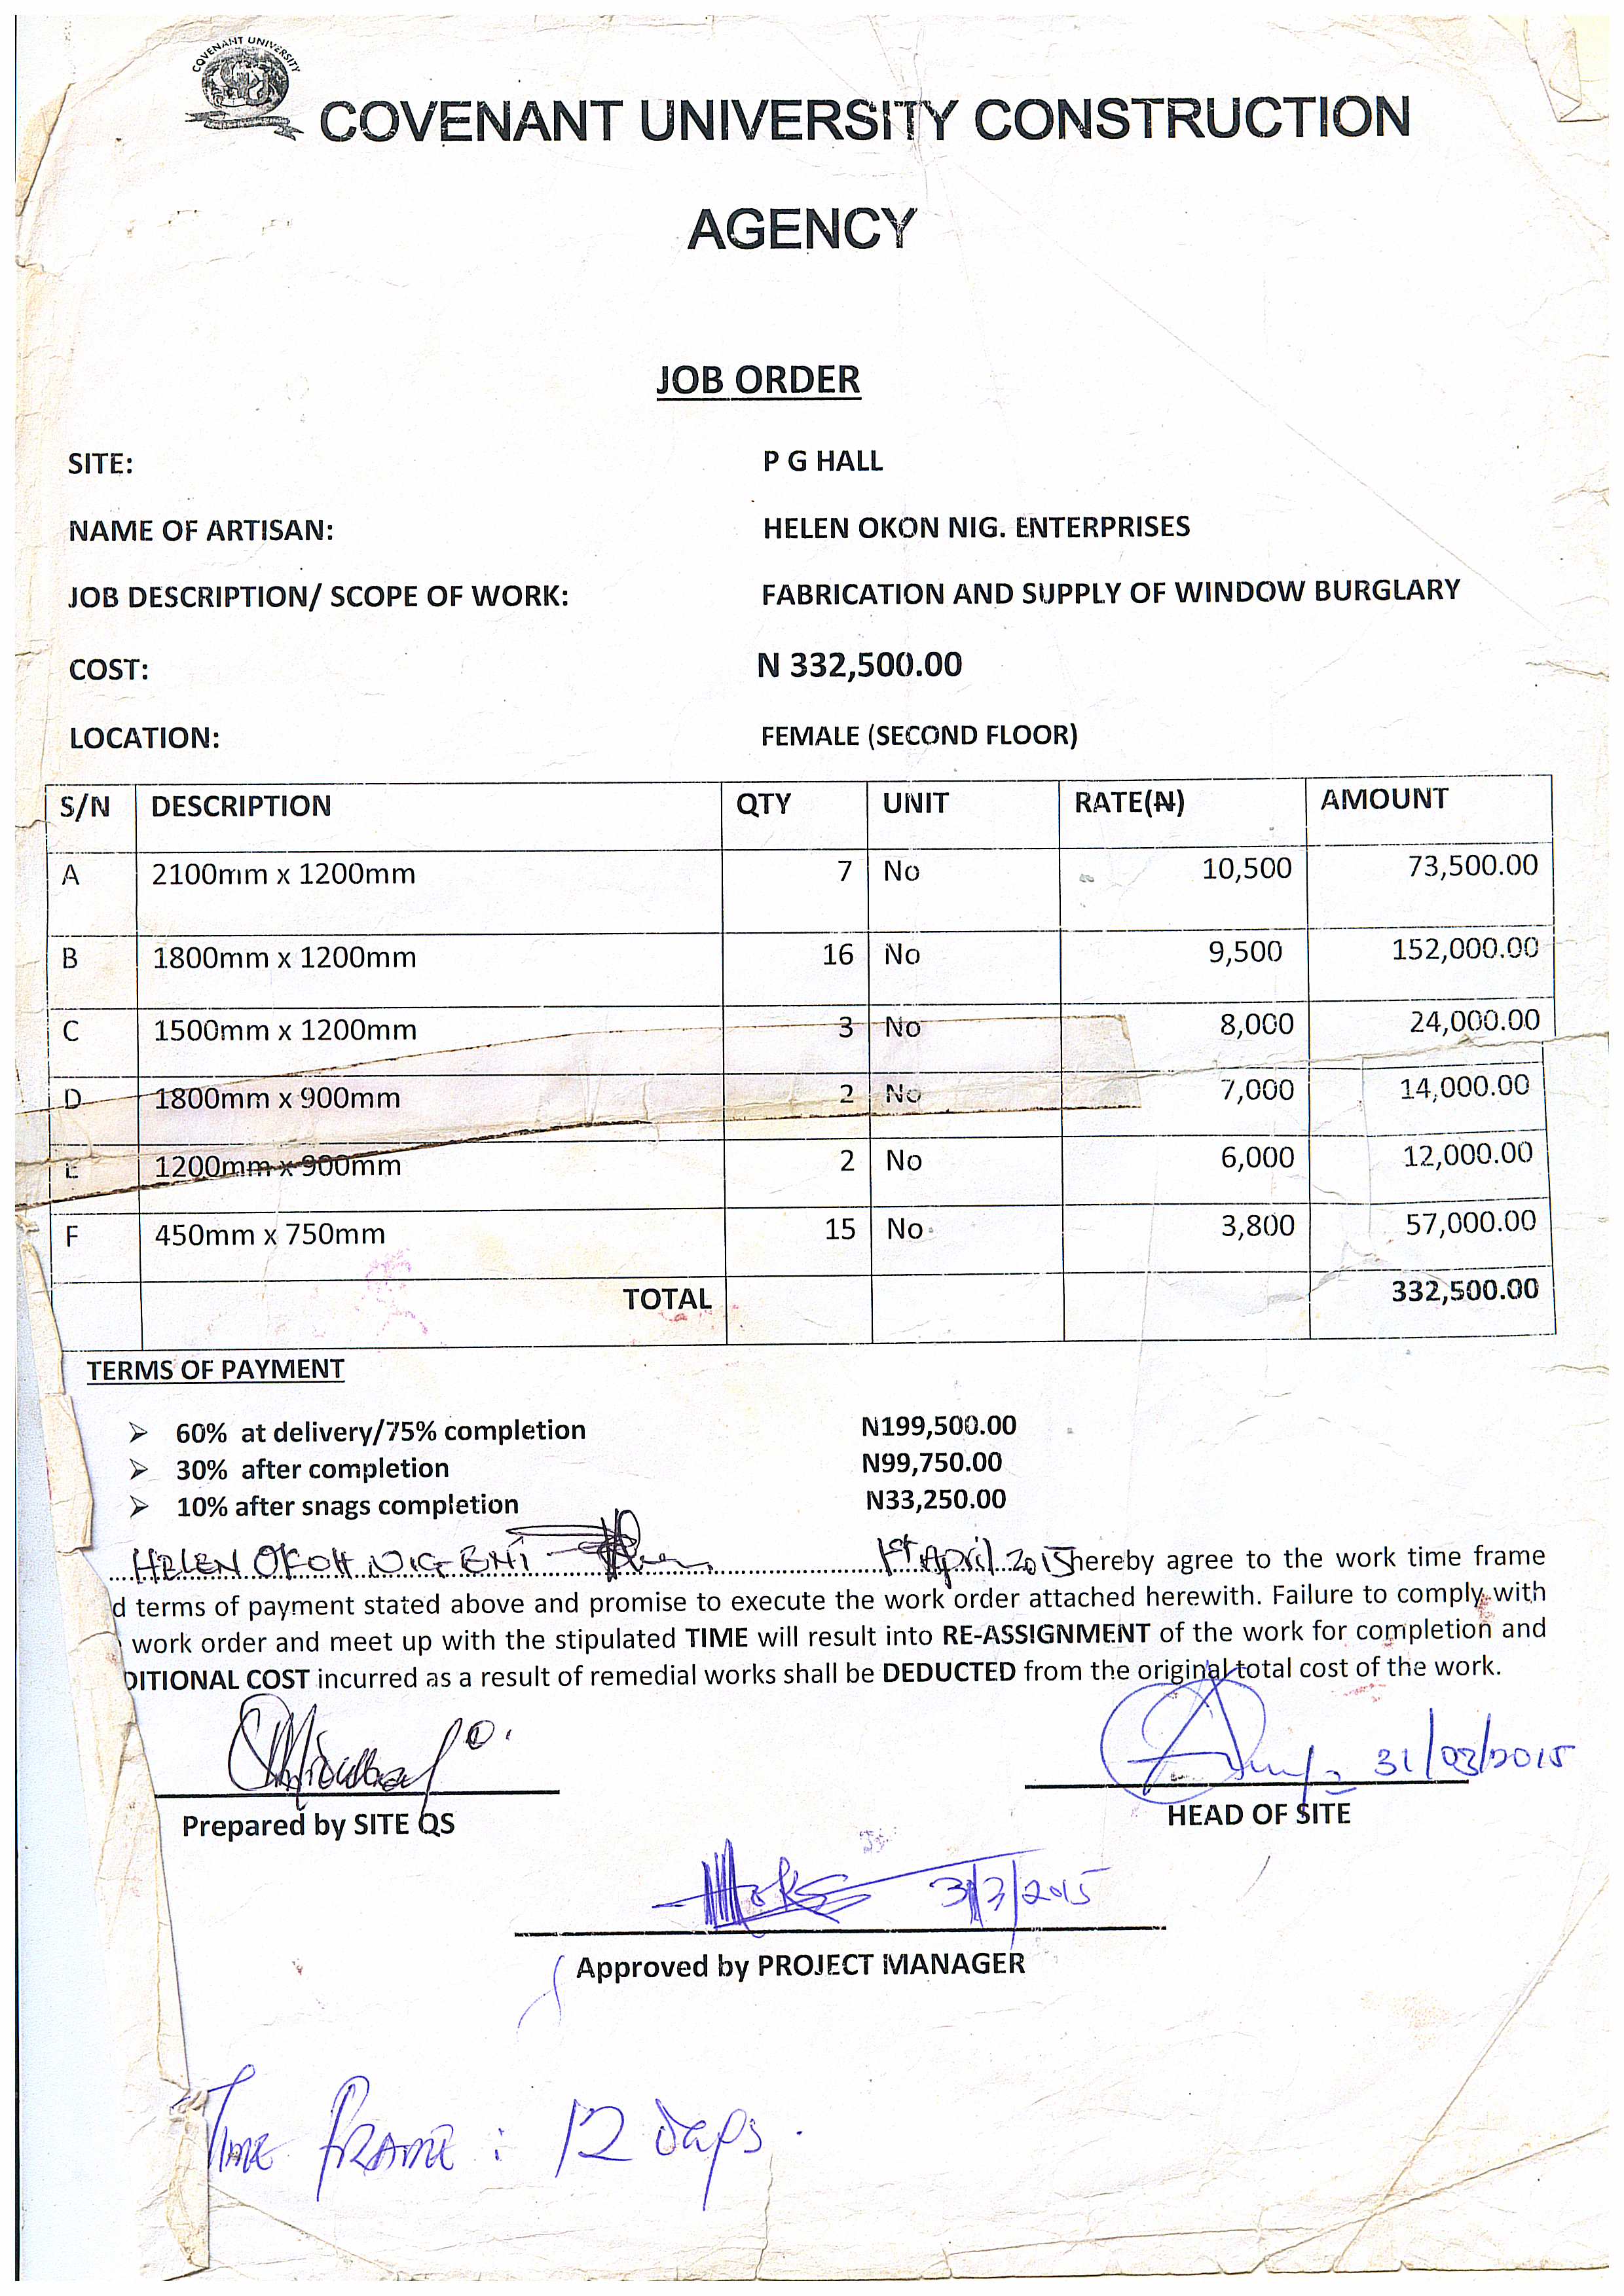 COVENANT UNIVERSITY
COVENANT UNIVERSITY CONSTRUCTION
AGENCY
JOB ORDER
SITE: P G HALL
NAME OF ARTISAN: HELEN OKON NIG. ENTERPRISES
JOB DESCRIPTION/ SCOPE OF WORK: FABRICATION AND SUPPLY OF WINDOW BURGLARY
COST: N 332,500.00
LOCATION: FEMALE (SECOND FLOOR)
S/N DESCRIPTION QTY UNIT RATE(₦) AMOUNT
A 2100mm x 1200mm 7 No 10,500 73,500.00
B 1800mm x 1200mm 16 No 9,500 152,000.00
C 1500mm x 1200mm 3 No 8,000 24,000.00
D 1800mm x 900mm 2 No 7,000 14,000.00
E 1200mm x 900mm 2 No 6,000 12,000.00
F 450mm x 750mm 15 No 3,800 57,000.00
TOTAL 332,500.00
TERMS OF PAYMENT
➢ 60% at delivery/75% completion N199,500.00
➢ 30% after completion N99,750.00
➢ 10% after snags completion N33,250.00
HELEN OKOH NIG ENT 1st April 2015 hereby agree to the work time frame
d terms of payment stated above and promise to execute the work order attached herewith. Failure to comply with
work order and meet up with the stipulated TIME will result into RE-ASSIGNMENT of the work for completion and
DITIONAL COST incurred as a result of remedial works shall be DEDUCTED from the original total cost of the work.
31/03/2015
Prepared by SITE QS HEAD OF SITE
31/3/2015
Approved by PROJECT MANAGER
TIME FRAME : 12 days.